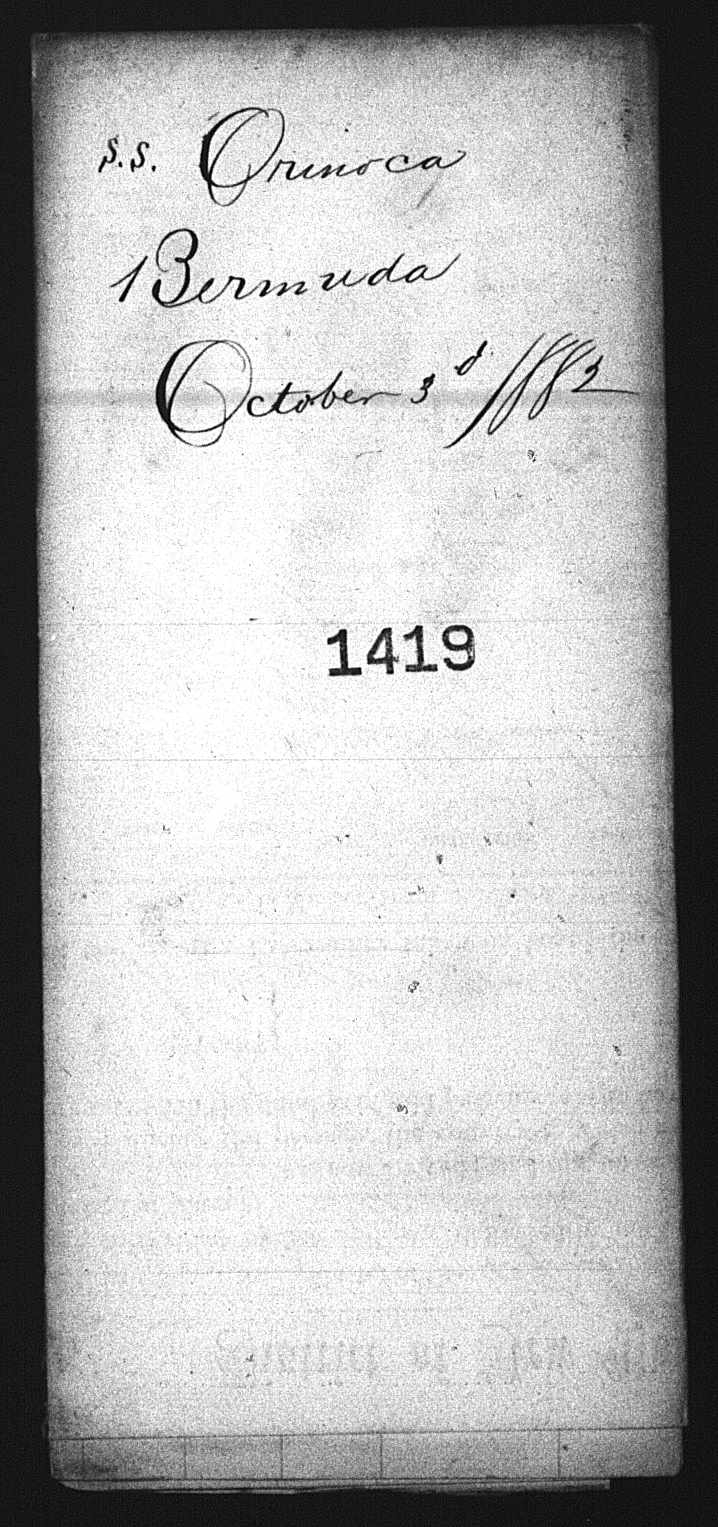 S.S. Orinoca
1 Bermuda
October 3d 1882
1419